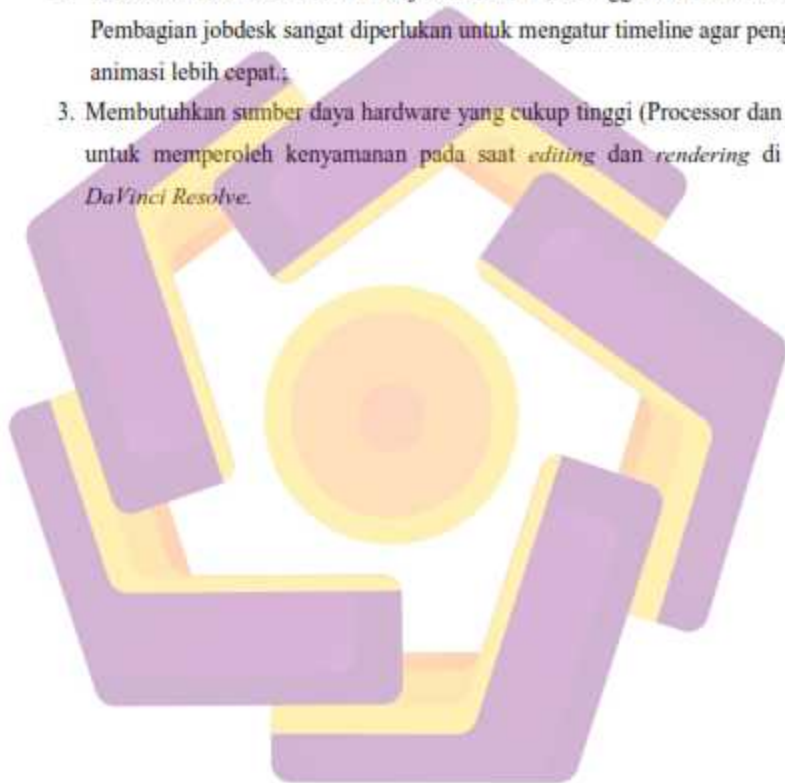 Pembagian jobdesk sangat diperlukan untuk mengatur timeline agar
animasi lebih cepat.;
3. Membutuhkan sumber daya hardware yang cukup tinggi (Processor dan
untuk memperoleh kenyamanan pada saat editing dan rendering di
DaVinci Resolve.